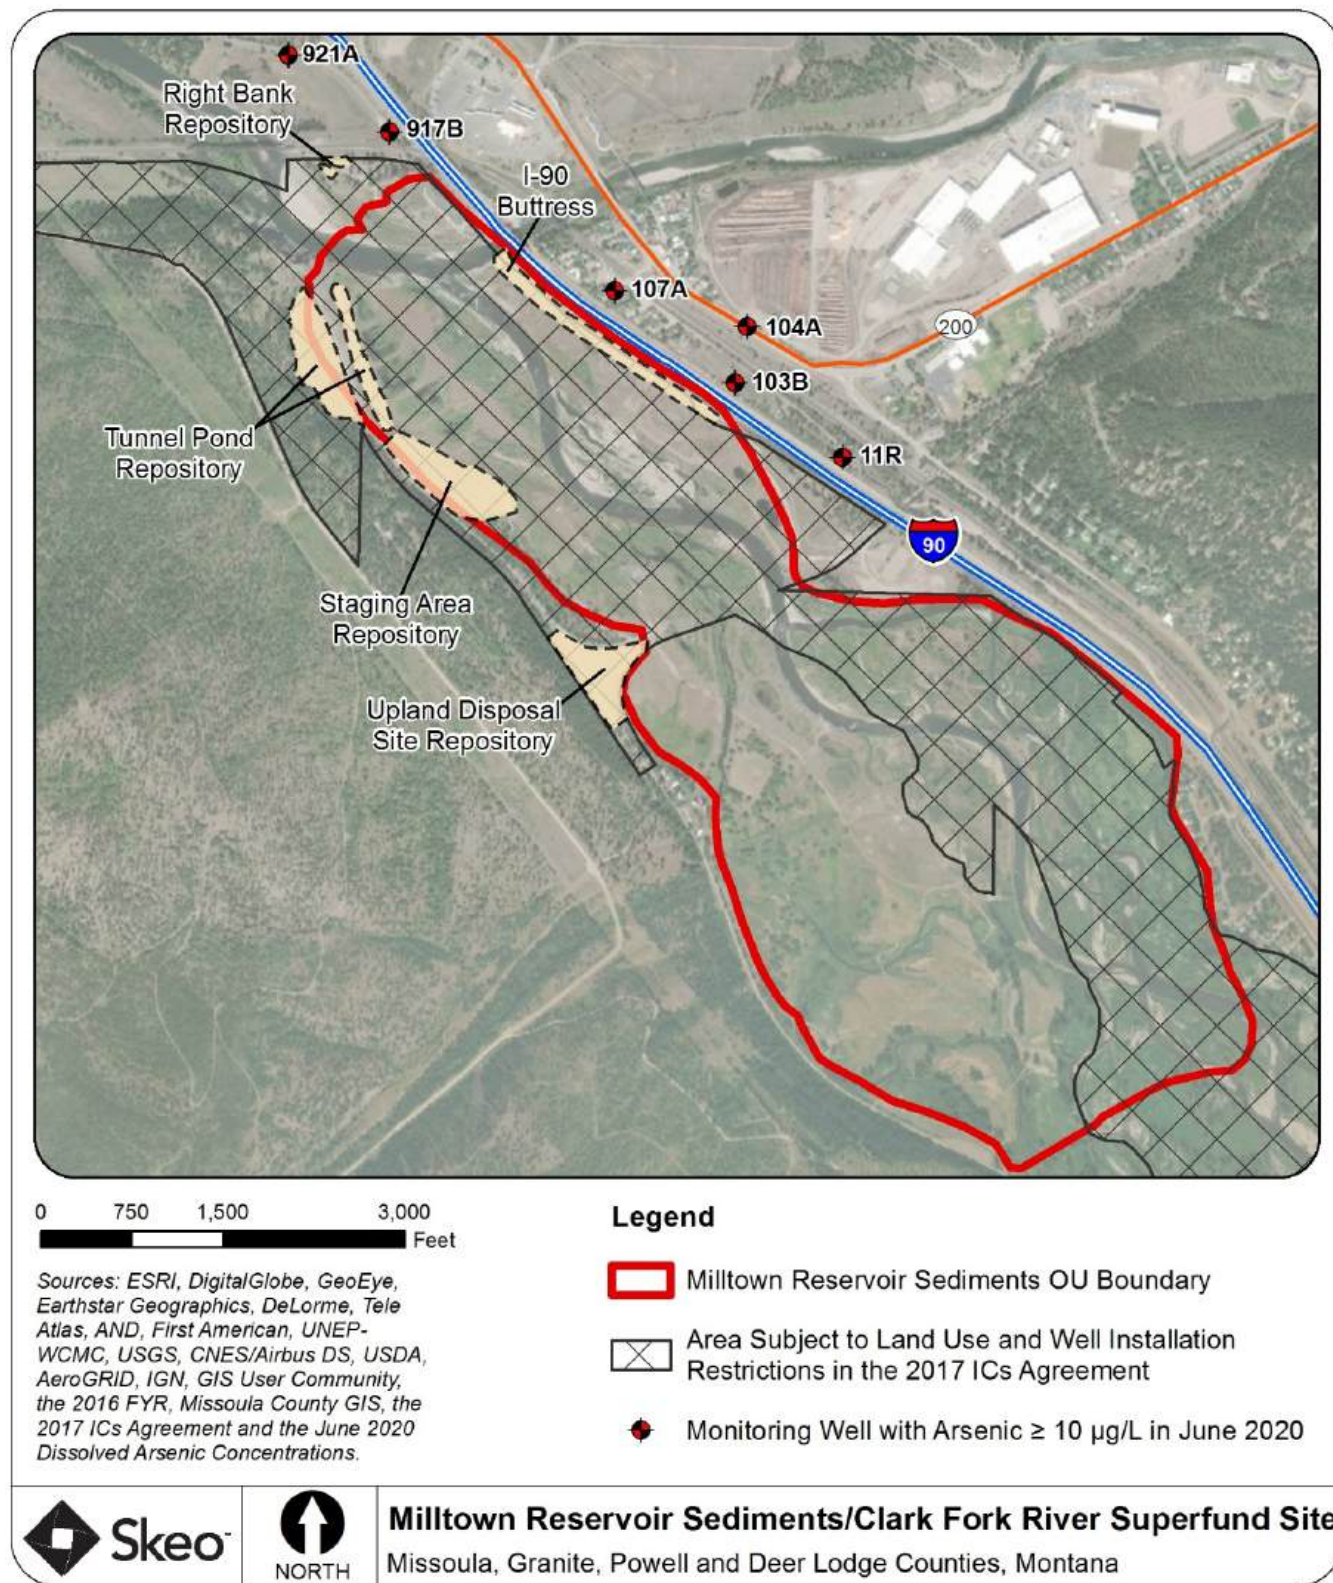 921A
Right Bank
Repository
917B
I-90
Buttress
107A
104A
200
103B
Tunnel Pond
Repository
11R
90
Staging Area
Repository
Upland Disposal
Site Repository
0 750 1,500 3,000
Feet
Sources: ESRI, DigitalGlobe, GeoEye,
Earthstar Geographics, DeLorme, Tele
Atlas, AND, First American, UNEP-
WCMC, USGS, CNES/Airbus DS, USDA,
AeroGRID, IGN, GIS User Community,
the 2016 FYR, Missoula County GIS, the
2017 ICs Agreement and the June 2020
Dissolved Arsenic Concentrations.
Legend
Milltown Reservoir Sediments OU Boundary
Area Subject to Land Use and Well Installation
Restrictions in the 2017 ICs Agreement
Monitoring Well with Arsenic ≥ 10 µg/L in June 2020
Skeo
NORTH
Milltown Reservoir Sediments/Clark Fork River Superfund Site
Missoula, Granite, Powell and Deer Lodge Counties, Montana